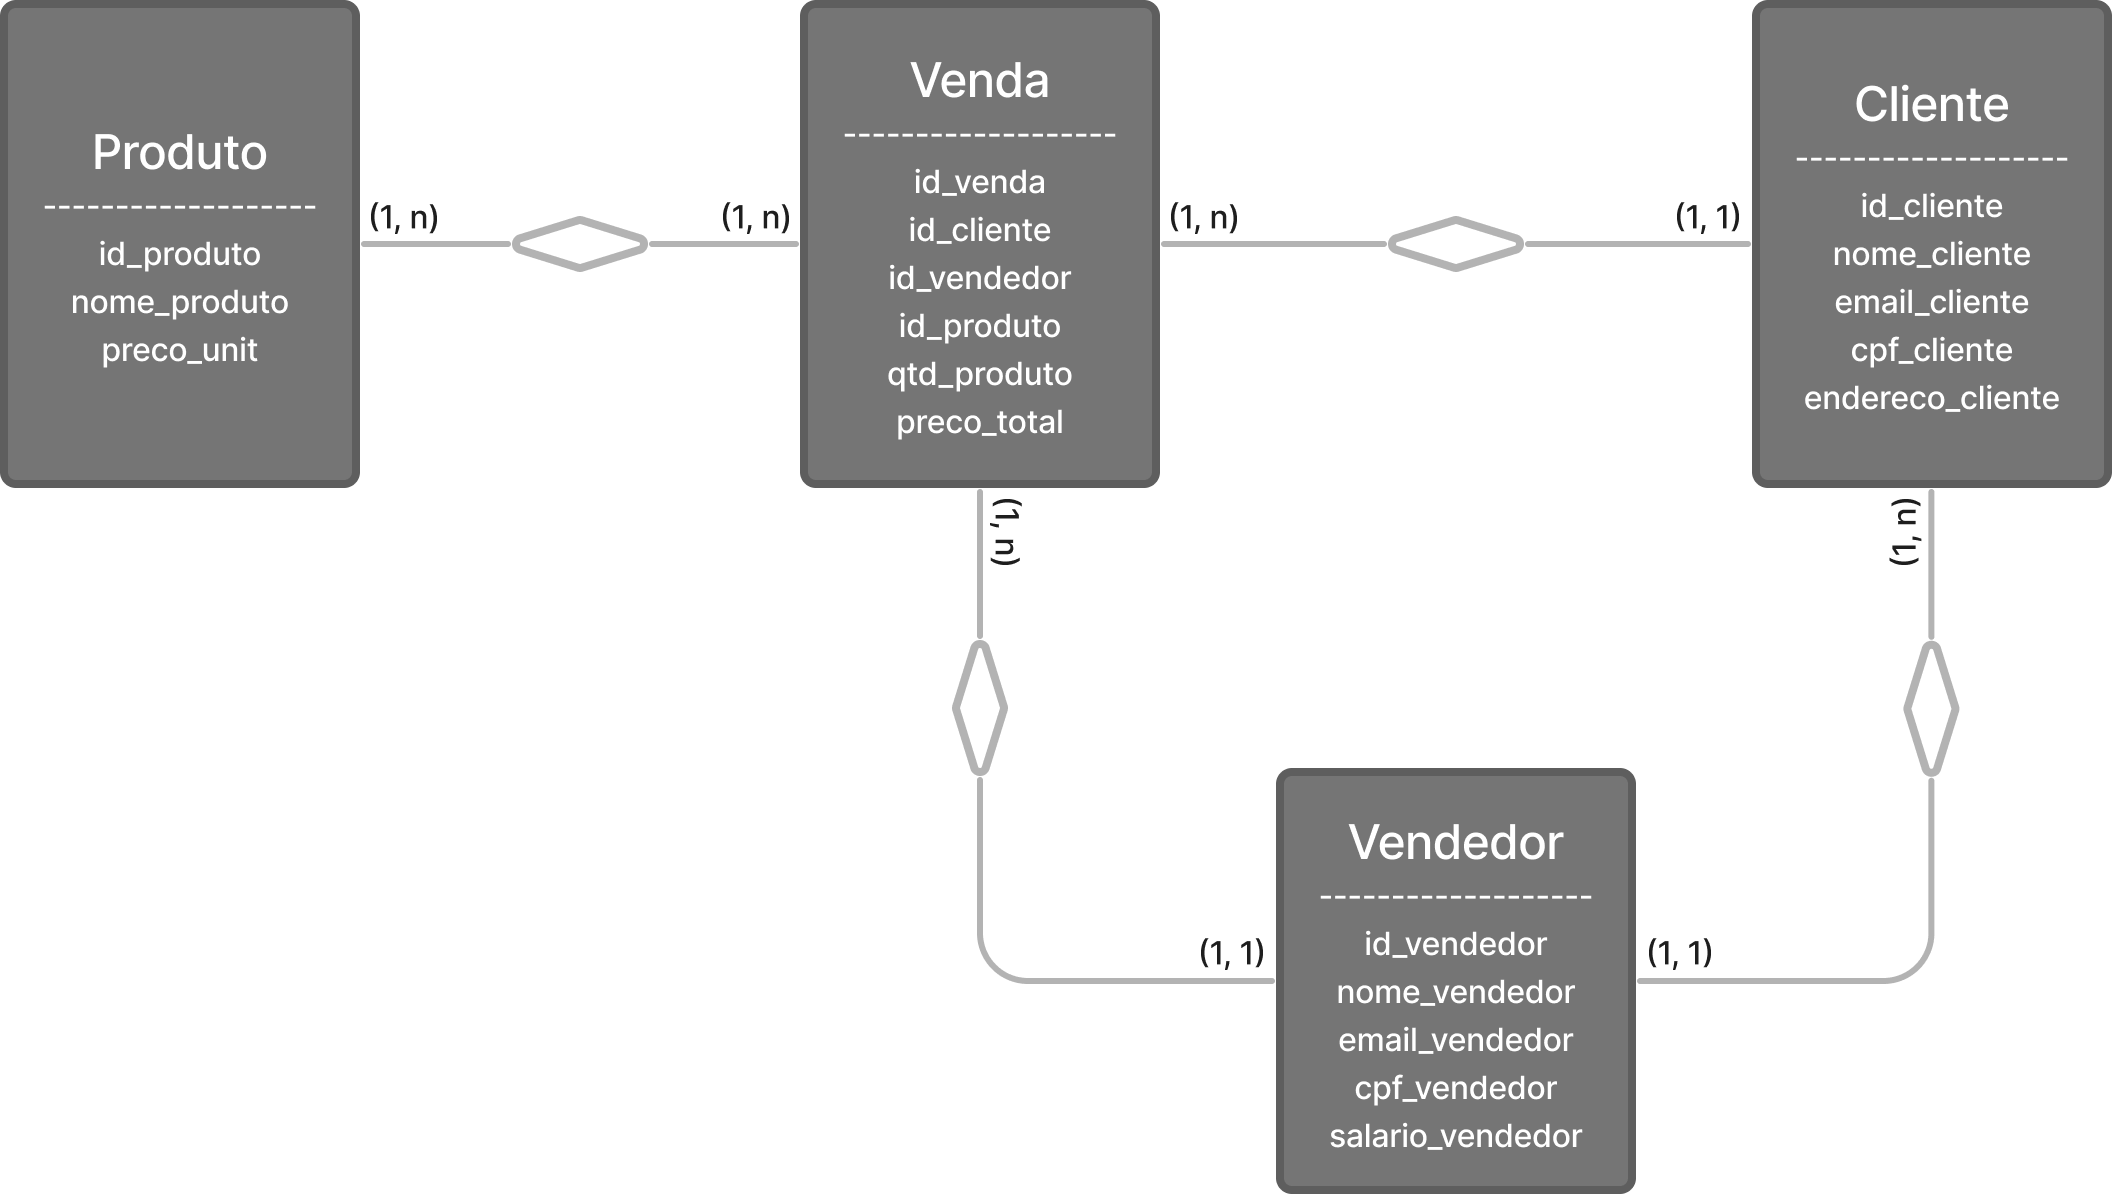 Produto
-------------------
id_produto
nome_produto
preco_unit
(1, n)
(1, n)
Venda
-------------------
id_venda
id_cliente
id_vendedor
id_produto
qtd_produto
preco_total
(1, n)
(1, 1)
Cliente
-------------------
id_cliente
nome_cliente
email_cliente
cpf_cliente
endereco_cliente
(1, n)
(1, n)
(1, 1)
Vendedor
-------------------
id_vendedor
nome_vendedor
email_vendedor
cpf_vendedor
salario_vendedor
(1, 1)